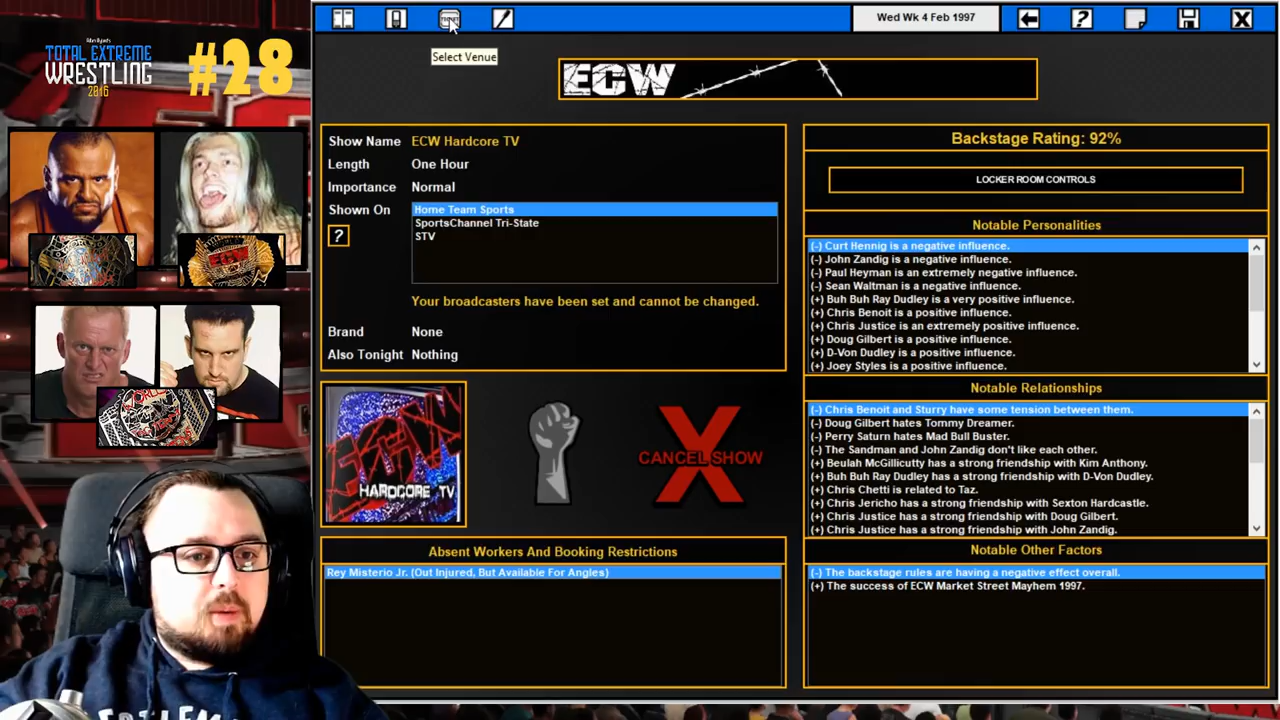 Adam Ryland's
TOTAL EXTREME
WRESTLING
2016
#28
Wed Wk 4 Feb 1997
Select Venue
ECW
Show Name ECW Hardcore TV
Length One Hour
Importance Normal
Shown On Home Team Sports
SportsChannel Tri-State
STV
?
Your broadcasters have been set and cannot be changed.
Brand None
Also Tonight Nothing
HARDCORE TV
CANCEL SHOW
Absent Workers And Booking Restrictions
Rey Misterio Jr. (Out Injured, But Available For Angles)
Backstage Rating: 92%
LOCKER ROOM CONTROLS
Notable Personalities
(-) Curt Hennig is a negative influence.
(-) John Zandig is a negative influence.
(-) Paul Heyman is an extremely negative influence.
(-) Sean Waltman is a negative influence.
(+) Buh Buh Ray Dudley is a very positive influence.
(+) Chris Benoit is a positive influence.
(+) Chris Justice is an extremely positive influence.
(+) Doug Gilbert is a positive influence.
(+) D-Von Dudley is a positive influence.
(+) Joey Styles is a positive influence.
Notable Relationships
(-) Chris Benoit and Sturry have some tension between them.
(-) Doug Gilbert hates Tommy Dreamer.
(-) Perry Saturn hates Mad Bull Buster.
(-) The Sandman and John Zandig don't like each other.
(+) Beulah McGillicutty has a strong friendship with Kim Anthony.
(+) Buh Buh Ray Dudley has a strong friendship with D-Von Dudley.
(+) Chris Chetti is related to Taz.
(+) Chris Jericho has a strong friendship with Sexton Hardcastle.
(+) Chris Justice has a strong friendship with Doug Gilbert.
(+) Chris Justice has a strong friendship with John Zandig.
Notable Other Factors
(-) The backstage rules are having a negative effect overall.
(+) The success of ECW Market Street Mayhem 1997.